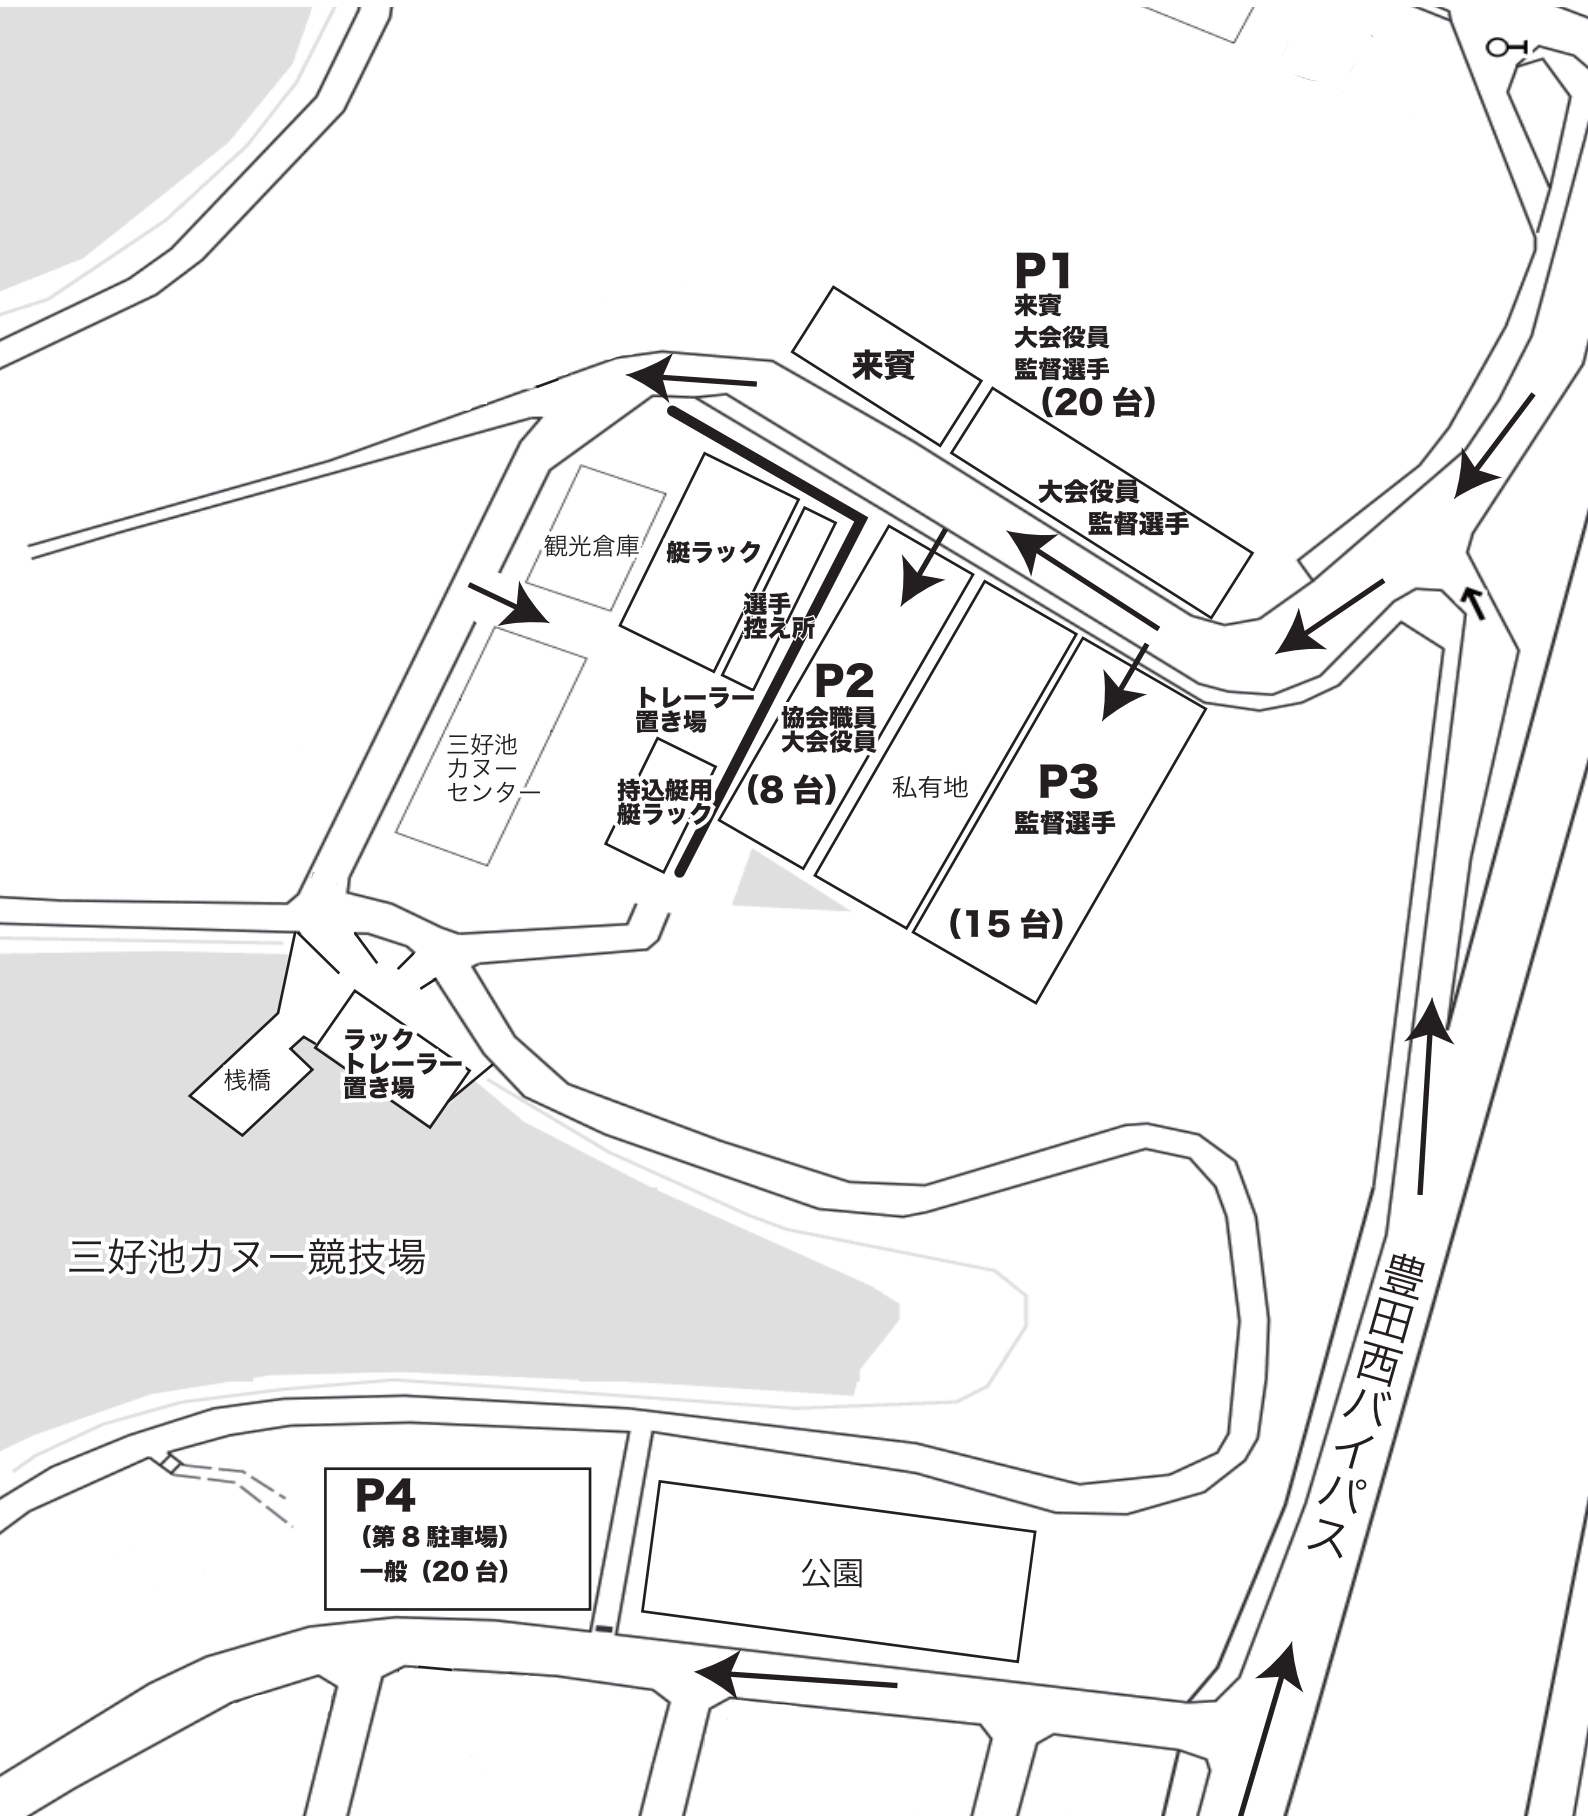 P1
来賓
大会役員
監督選手
（20 台）
来賓
大会役員
監督選手
観光倉庫
艇ラック
選手
控え所
トレーラー
置き場
P2
協会職員
大会役員
（8 台）
私有地
P3
監督選手
（15 台）
三好池
カヌー
センター
持込艇用
艇ラック
桟橋
ラック
トレーラー
置き場
三好池カヌー競技場
豊田西バイパス
P4
（第 8 駐車場）
一般（20 台）
公園